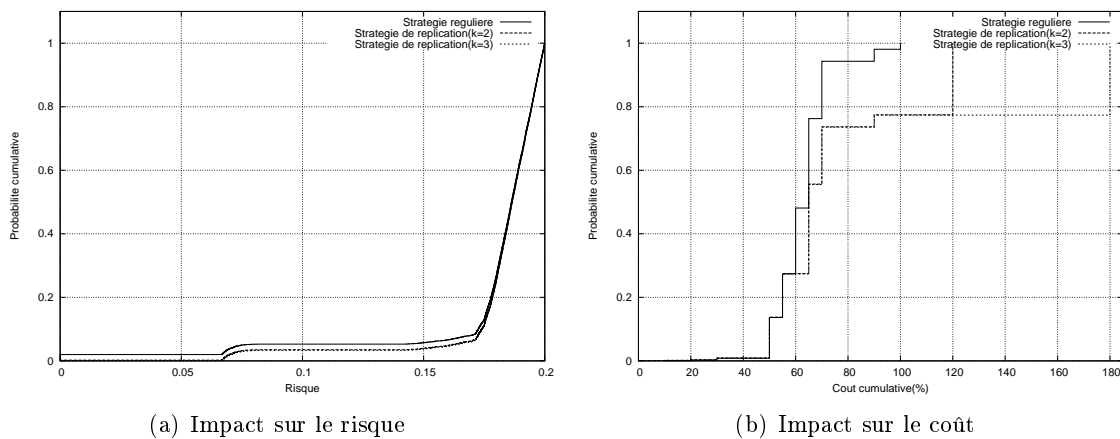 Strategie reguliere
Strategie de replication(k=2)
Strategie de replication(k=3)
1
0.8
0.6
0.4
0.2
0
Probabilite cumulative
0 0.05 0.1 0.15 0.2
Risque
(a) Impact sur le risque
Strategie reguliere
Strategie de replication(k=2)
Strategie de replication(k=3)
1
0.8
0.6
0.4
0.2
0
Probabilite cumulative
0 20 40 60 80 100 120 140 160 180
Cout cumulative(%)
(b) Impact sur le coût